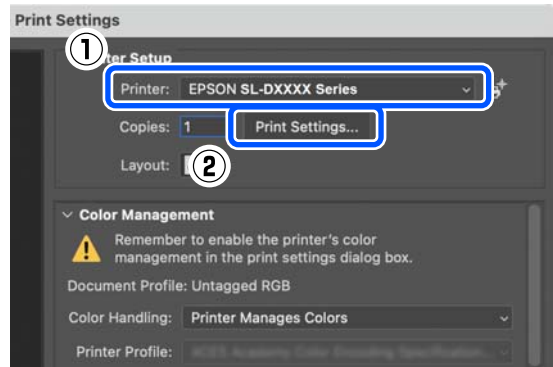 Print Settings
①
ter Setup
Printer: EPSON SL-DXXXX Series
Copies: 1 Print Settings...
②
Layout:
Color Management
Remember to enable the printer's color
management in the print settings dialog box.
Document Profile: Untagged RGB
Color Handling: Printer Manages Colors
Printer Profile: